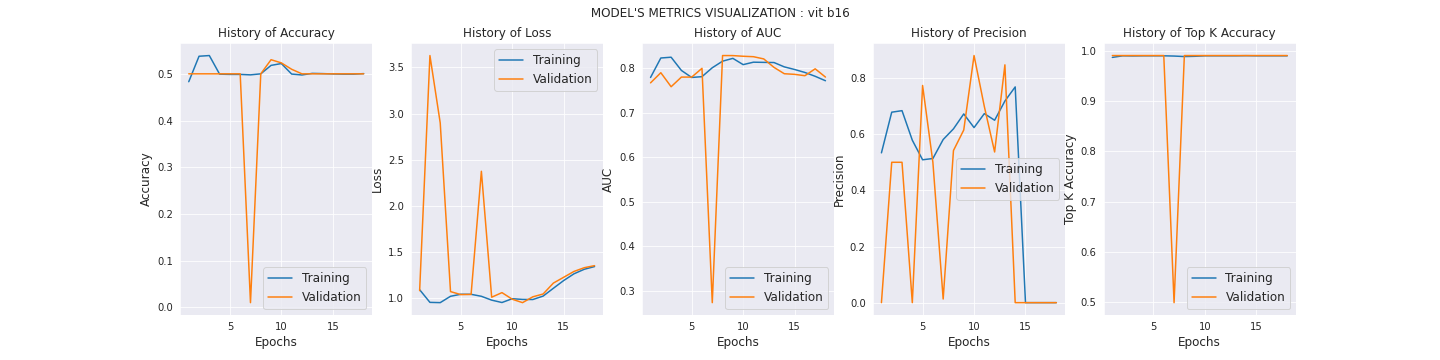 MODEL'S METRICS VISUALIZATION : vit b16
History of Accuracy
Accuracy
0.5
0.4
0.3
0.2
0.1
0.0
5
10
15
Epochs
Training
Validation
History of Loss
Loss
3.5
3.0
2.5
2.0
1.5
1.0
5
10
15
Epochs
Training
Validation
History of AUC
AUC
0.8
0.7
0.6
0.5
0.4
0.3
5
10
15
Epochs
Training
Validation
History of Precision
Precision
0.8
0.6
0.4
0.2
0.0
5
10
15
Epochs
Training
Validation
History of Top K Accuracy
Top K Accuracy
1.0
0.9
0.8
0.7
0.6
0.5
5
10
15
Epochs
Training
Validation